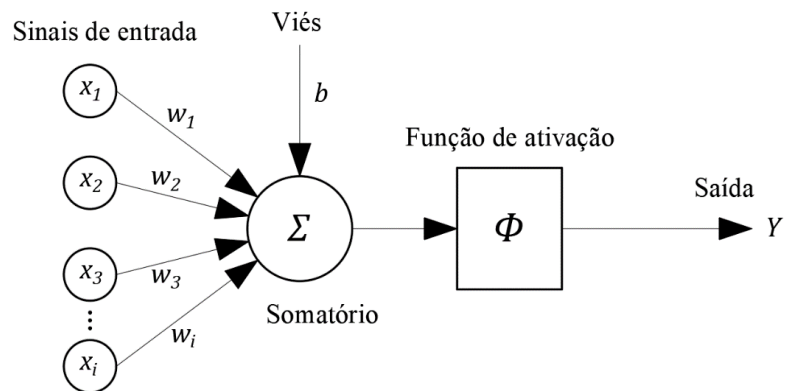 Sinais de entrada
Viés
x1
w1
b
x2
w2
Função de ativação
Saída
Σ
Φ
Y
x3
w3
Somatório
⋮
wi
xi